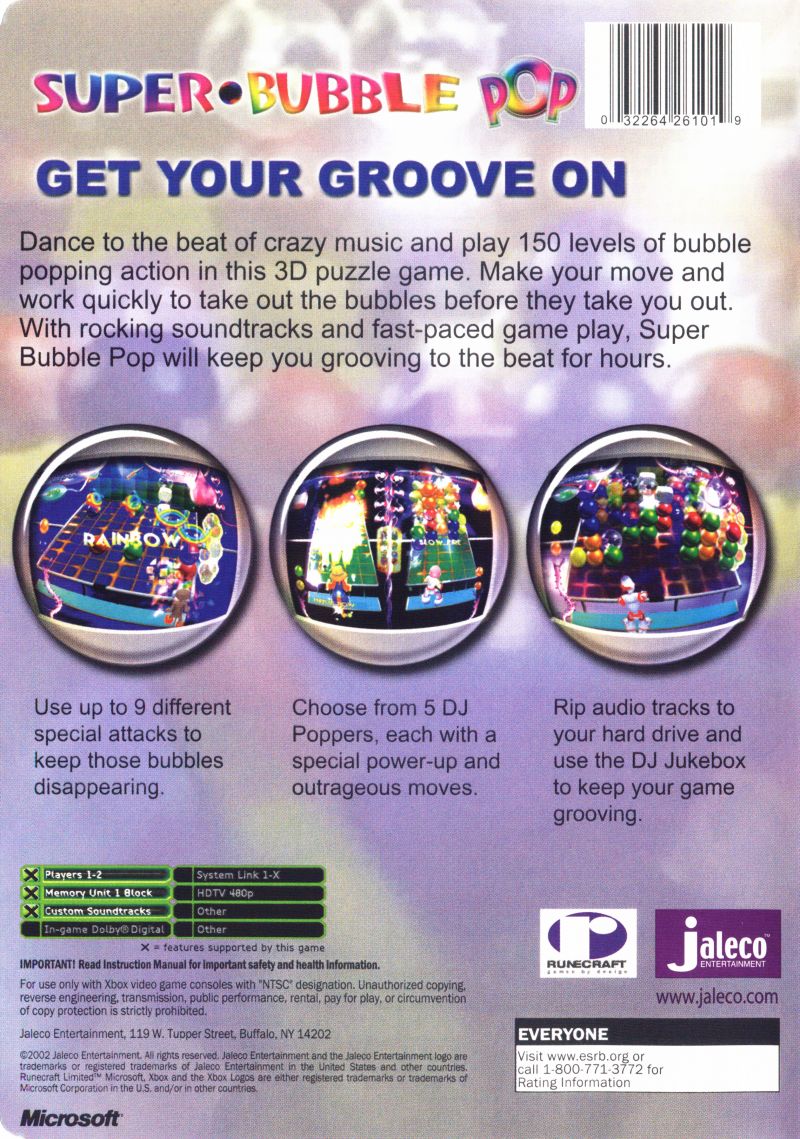 SUPER•BUBBLE POP
0 32264 26101 9
GET YOUR GROOVE ON
Dance to the beat of crazy music and play 150 levels of bubble
popping action in this 3D puzzle game. Make your move and
work quickly to take out the bubbles before they take you out.
With rocking soundtracks and fast-paced game play, Super
Bubble Pop will keep you grooving to the beat for hours.
RAINBOW
Use up to 9 different
special attacks to
keep those bubbles
disappearing.
Choose from 5 DJ
Poppers, each with a
special power-up and
outrageous moves.
Rip audio tracks to
your hard drive and
use the DJ Jukebox
to keep your game
grooving.
X Players 1-2
X Memory Unit 1 Block
X Custom Soundtracks
In-game Dolby® Digital
System Link 1-X
HDTV 480p
Other
Other
X = features supported by this game
IMPORTANT! Read Instruction Manual for important safety and health information.
For use only with Xbox video game consoles with "NTSC" designation. Unauthorized copying,
reverse engineering, transmission, public performance, rental, pay for play, or circumvention
of copy protection is strictly prohibited.
Jaleco Entertainment, 119 W. Tupper Street, Buffalo, NY 14202
©2002 Jaleco Entertainment. All rights reserved. Jaleco Entertainment and the Jaleco Entertainment logo are
trademarks or registered trademarks of Jaleco Entertainment in the United States and other countries.
Runecraft Limited™ Microsoft, Xbox and the Xbox Logos are either registered trademarks or trademarks of
Microsoft Corporation in the U.S. and/or in other countries.
Microsoft
RUNECRAFT
games by design
jaleco™
ENTERTAINMENT
www.jaleco.com
EVERYONE
Visit www.esrb.org or
call 1-800-771-3772 for
Rating Information